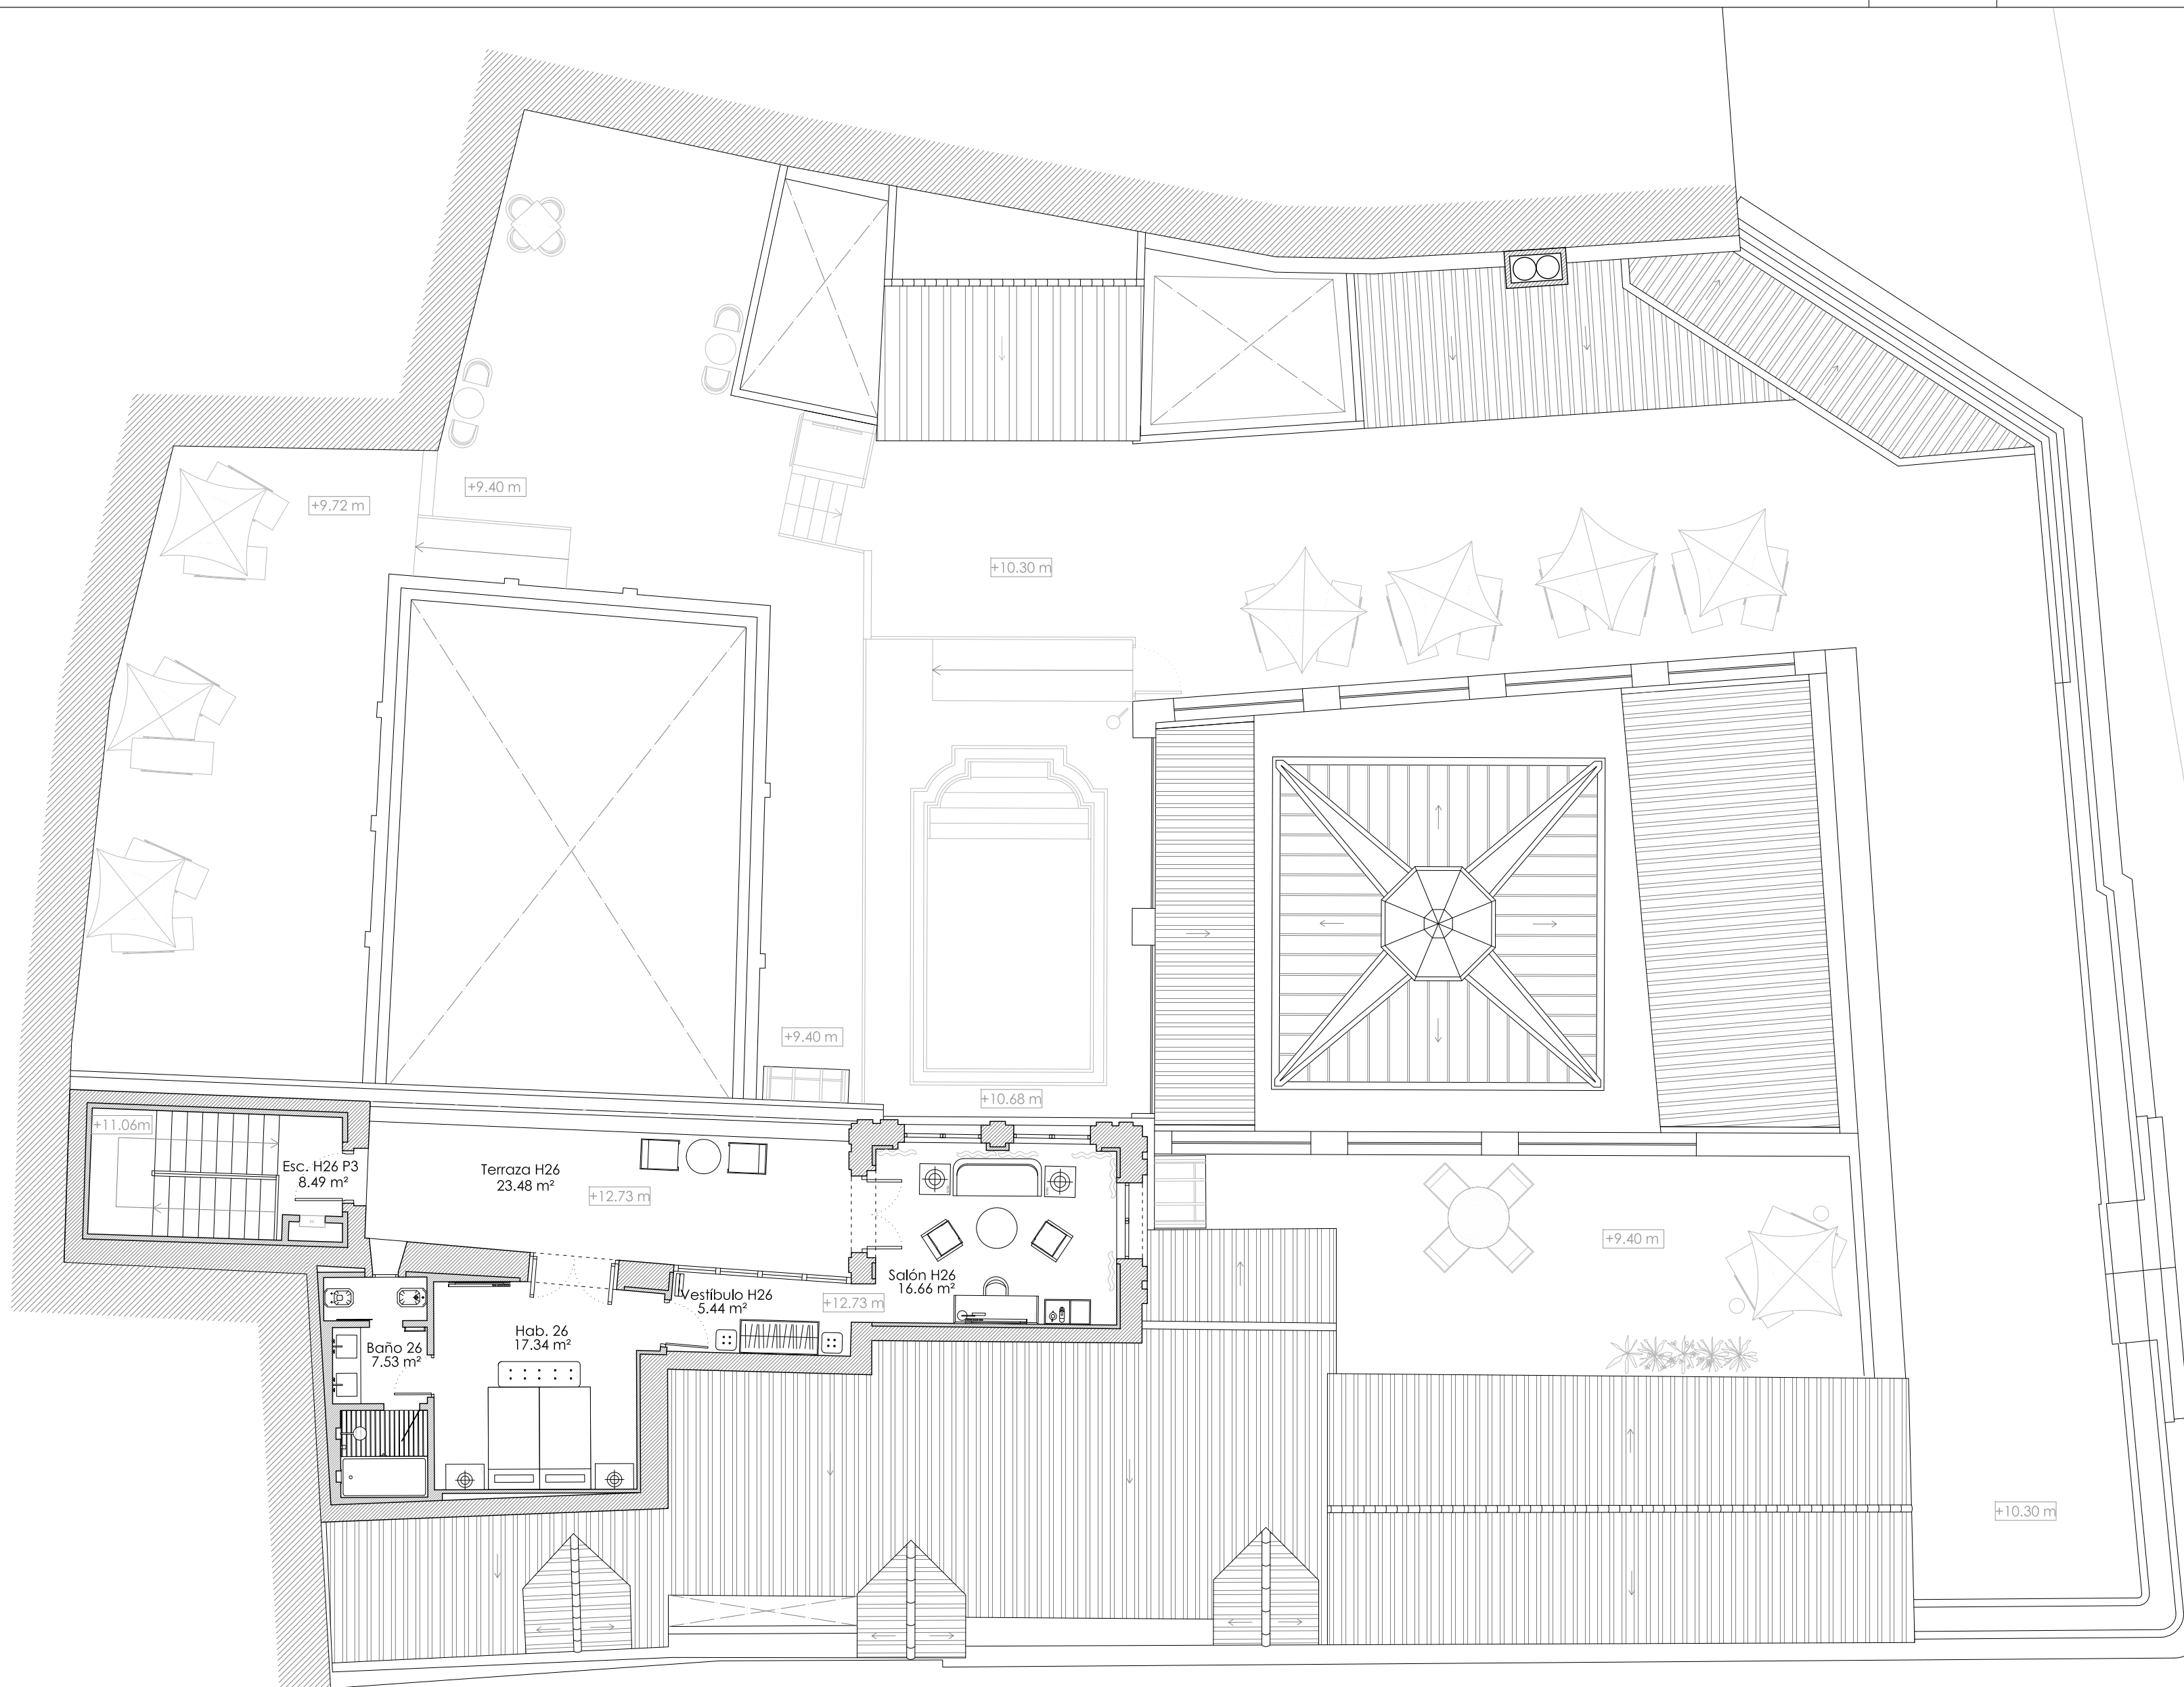 +9.40 m
+9.72 m
+10.30 m
+9.40 m
+10.68 m
+11.06m
Esc. H26 P3
8.49 m²
Terraza H26
23.48 m²
+12.73 m
Salón H26
16.66 m²
Vestíbulo H26
5.44 m²
+12.73 m
Hab. 26
17.34 m²
Baño 26
7.53 m²
+9.40 m
+10.30 m